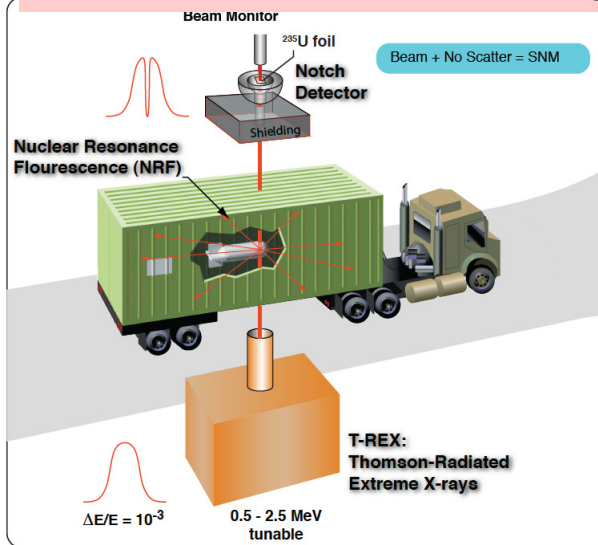 Beam Monitor
²³⁵U foil
Notch
Detector
Beam + No Scatter = SNM
Shielding
Nuclear Resonance
Flourescence (NRF)
T-REX:
Thomson-Radiated
Extreme X-rays
ΔE/E = 10⁻³
0.5 - 2.5 MeV
tunable